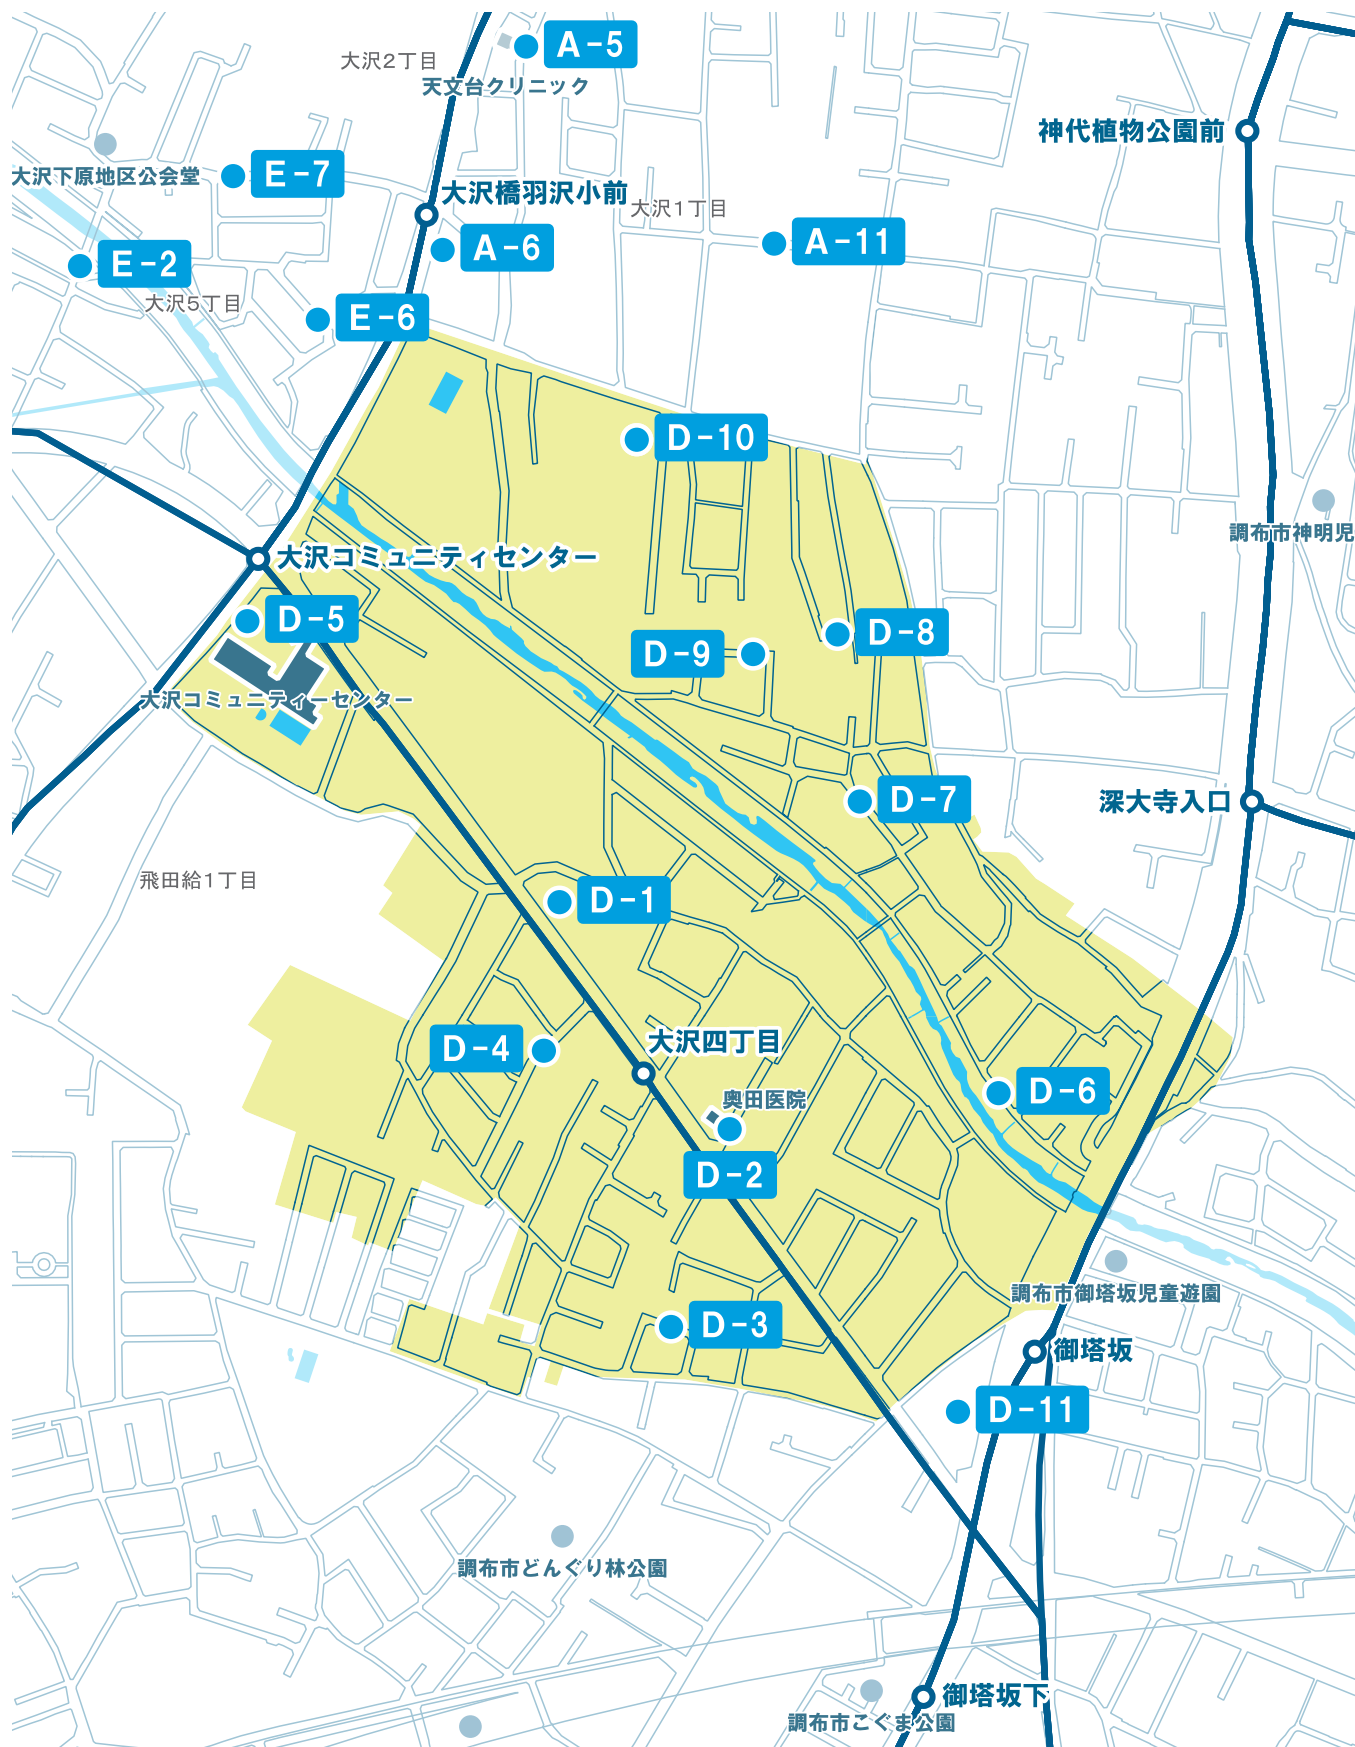 A-5
大沢2丁目
天文台クリニック
神代植物公園前
大沢下原地区公会堂
E-7
大沢橋羽沢小前
大沢1丁目
A-6
A-11
E-2
大沢5丁目
E-6
D-10
調布市神明児
大沢コミュニティセンター
D-5
D-8
D-9
大沢コミュニティーセンター
D-7
深大寺入口
飛田給1丁目
D-1
大沢四丁目
D-4
D-6
奥田医院
D-2
調布市御塔坂児童遊園
D-3
御塔坂
D-11
調布市どんぐり林公園
御塔坂下
調布市こぐま公園